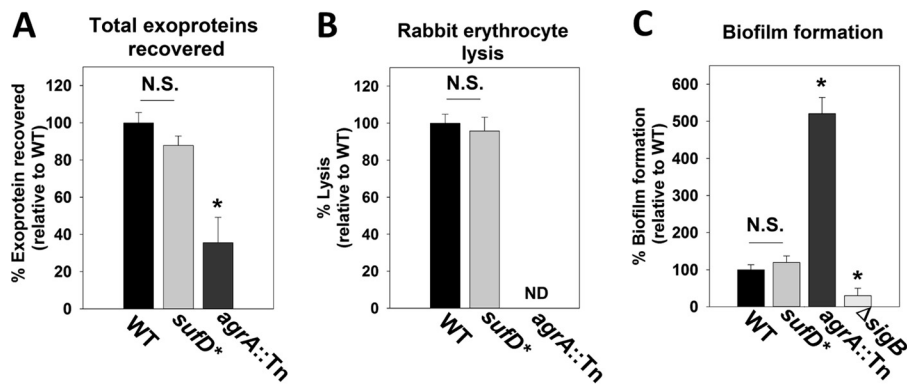 A
Total exoproteins
recovered
% Exoprotein recovered
(relative to WT)
120
100
80
60
40
20
0
N.S.
*
WT
sufD*
agrA::Tn
B
Rabbit erythrocyte
lysis
% Lysis
(relative to WT)
120
100
80
60
40
20
0
N.S.
ND
WT
sufD*
agrA::Tn
C
Biofilm formation
% Biofilm formation
(relative to WT)
600
500
400
300
200
100
0
N.S.
*
*
WT
sufD*
agrA::Tn
ΔsigB